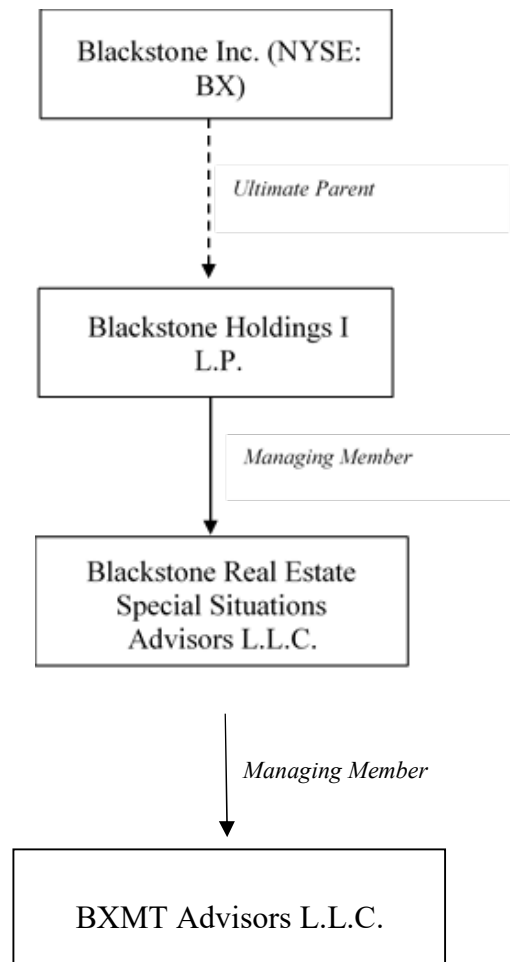 Blackstone Inc. (NYSE:
BX)
Ultimate Parent
Blackstone Holdings I
L.P.
Managing Member
Blackstone Real Estate
Special Situations
Advisors L.L.C.
Managing Member
BXMT Advisors L.L.C.